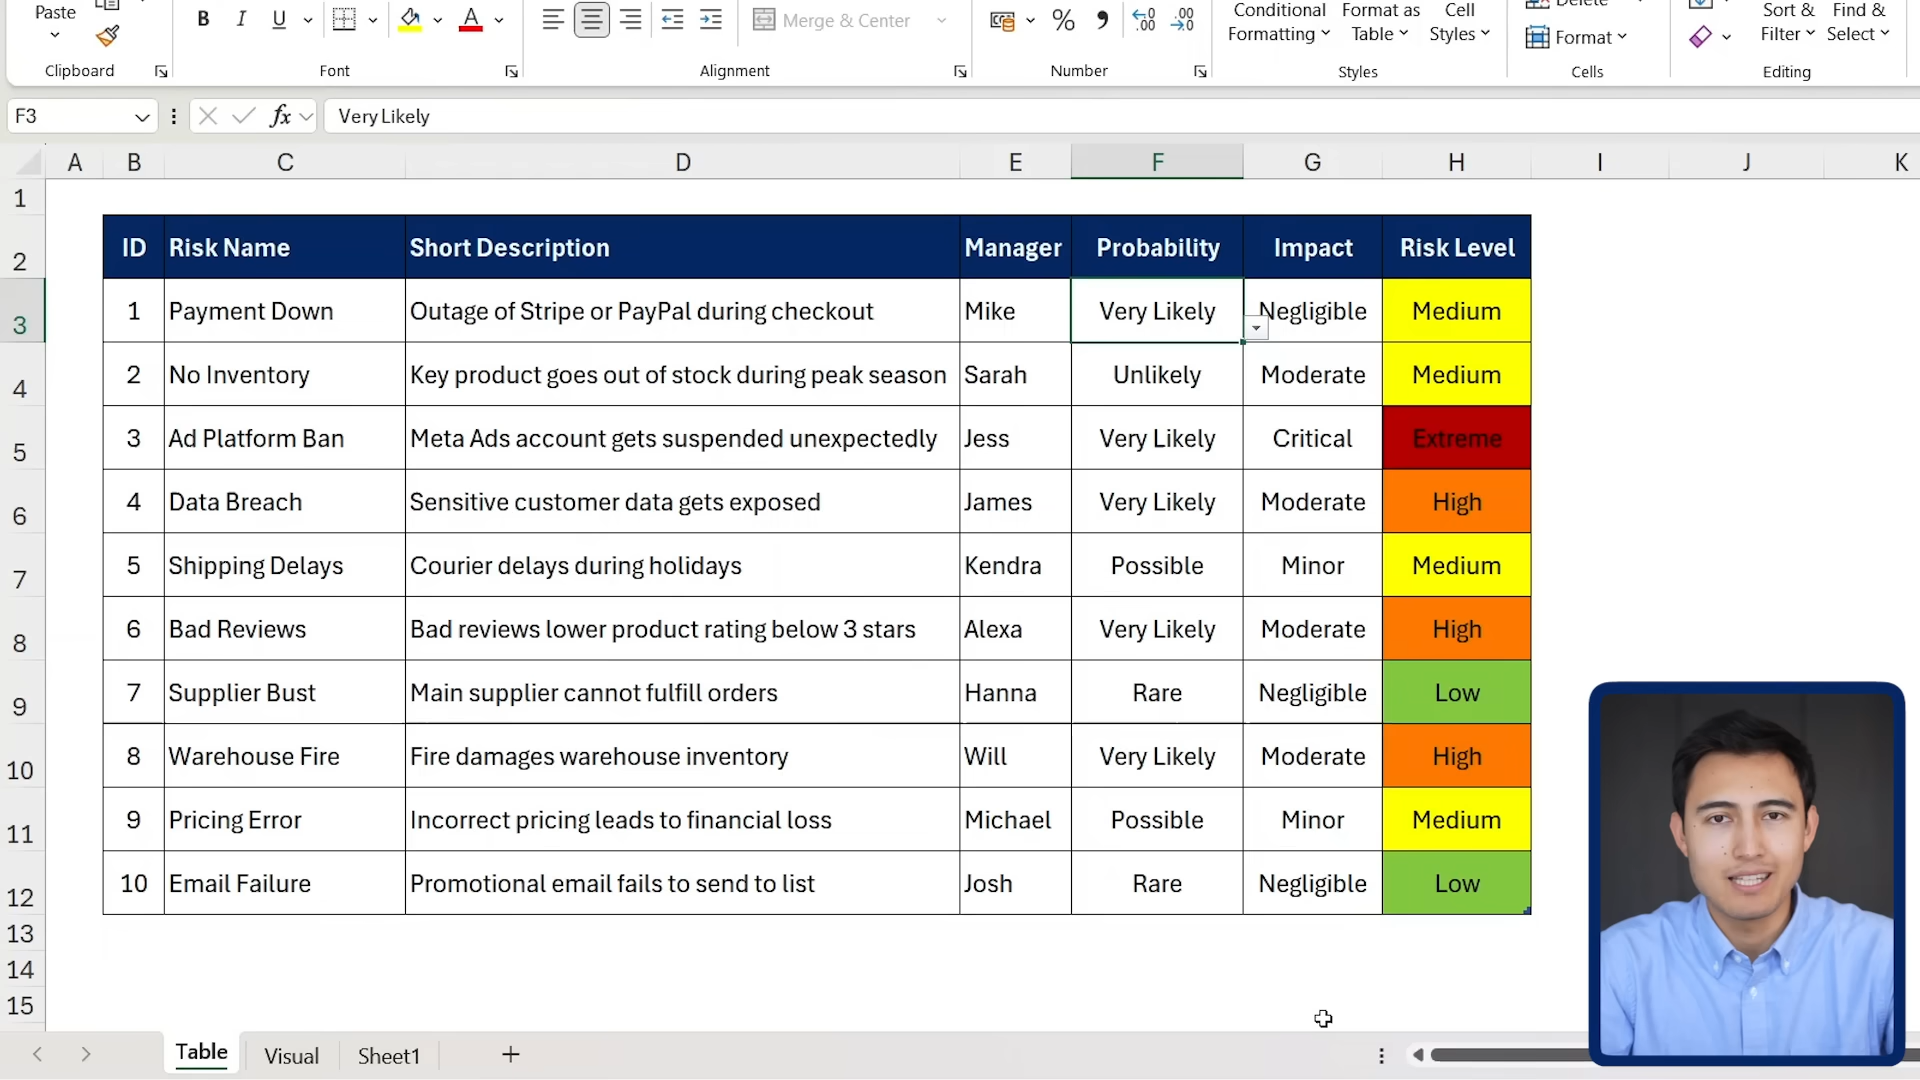 Paste
Clipboard
B I U
A
Font
Merge & Center
Alignment
%
Number
Conditional Formatting
Format as Table
Cell Styles
Styles
Delete
Format
Cells
Sort & Filter
Find & Select
Editing
F3 fx Very Likely
A B C D E F G H I J K
1
2 ID Risk Name Short Description Manager Probability Impact Risk Level
3 1 Payment Down Outage of Stripe or PayPal during checkout Mike Very Likely Negligible Medium
4 2 No Inventory Key product goes out of stock during peak season Sarah Unlikely Moderate Medium
5 3 Ad Platform Ban Meta Ads account gets suspended unexpectedly Jess Very Likely Critical Extreme
6 4 Data Breach Sensitive customer data gets exposed James Very Likely Moderate High
7 5 Shipping Delays Courier delays during holidays Kendra Possible Minor Medium
8 6 Bad Reviews Bad reviews lower product rating below 3 stars Alexa Very Likely Moderate High
9 7 Supplier Bust Main supplier cannot fulfill orders Hanna Rare Negligible Low
10 8 Warehouse Fire Fire damages warehouse inventory Will Very Likely Moderate High
11 9 Pricing Error Incorrect pricing leads to financial loss Michael Possible Minor Medium
12 10 Email Failure Promotional email fails to send to list Josh Rare Negligible Low
13
14
15
Table Visual Sheet1